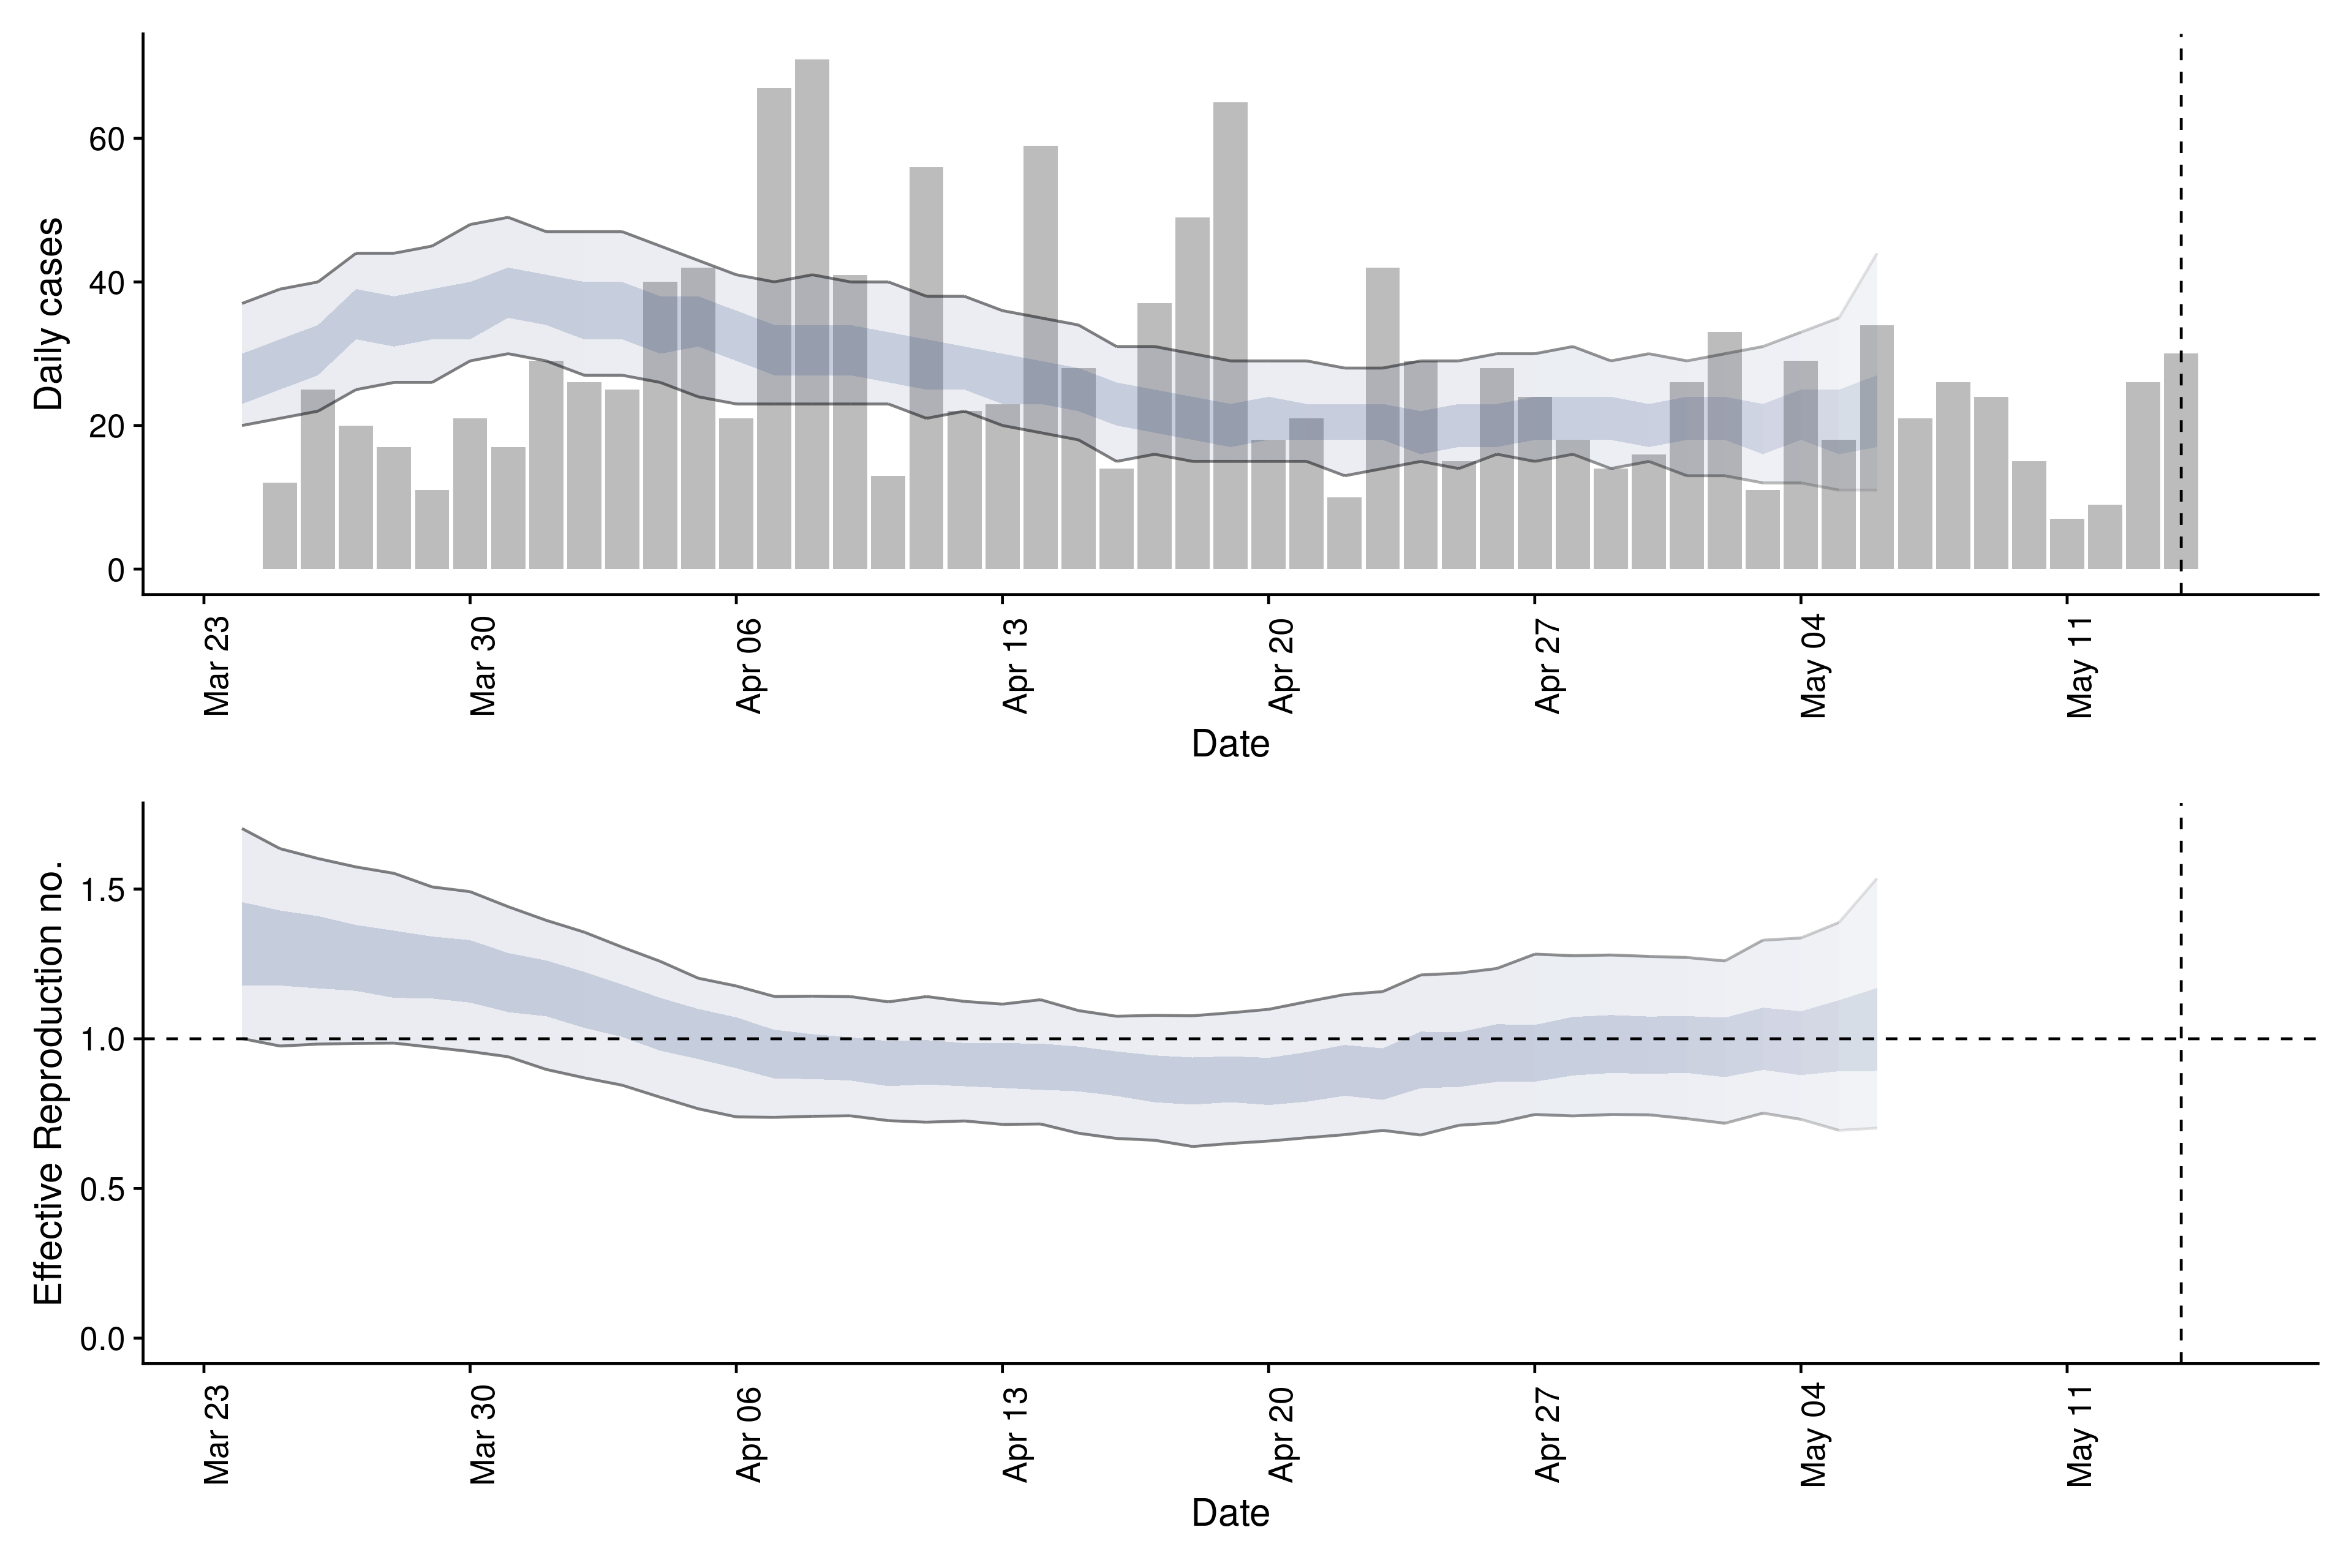 Daily cases
60
40
20
0
Mar 23
Mar 30
Apr 06
Apr 13
Apr 20
Apr 27
May 04
May 11
Date
Effective Reproduction no.
1.5
1.0
0.5
0.0
Mar 23
Mar 30
Apr 06
Apr 13
Apr 20
Apr 27
May 04
May 11
Date